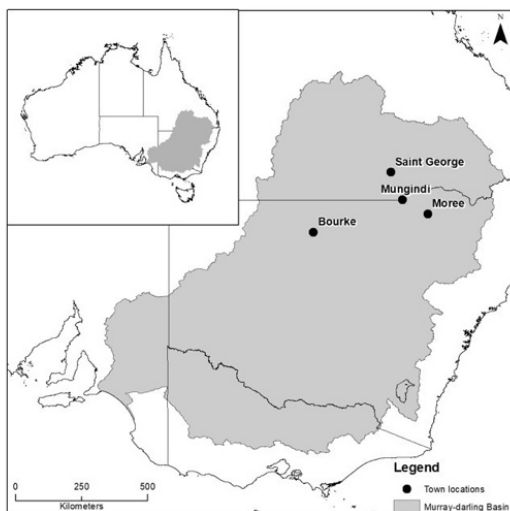 N
Saint George
Mungindi
Moree
Bourke
Legend
Town locations
Murray-darling Basin
0 250 500
Kilometers